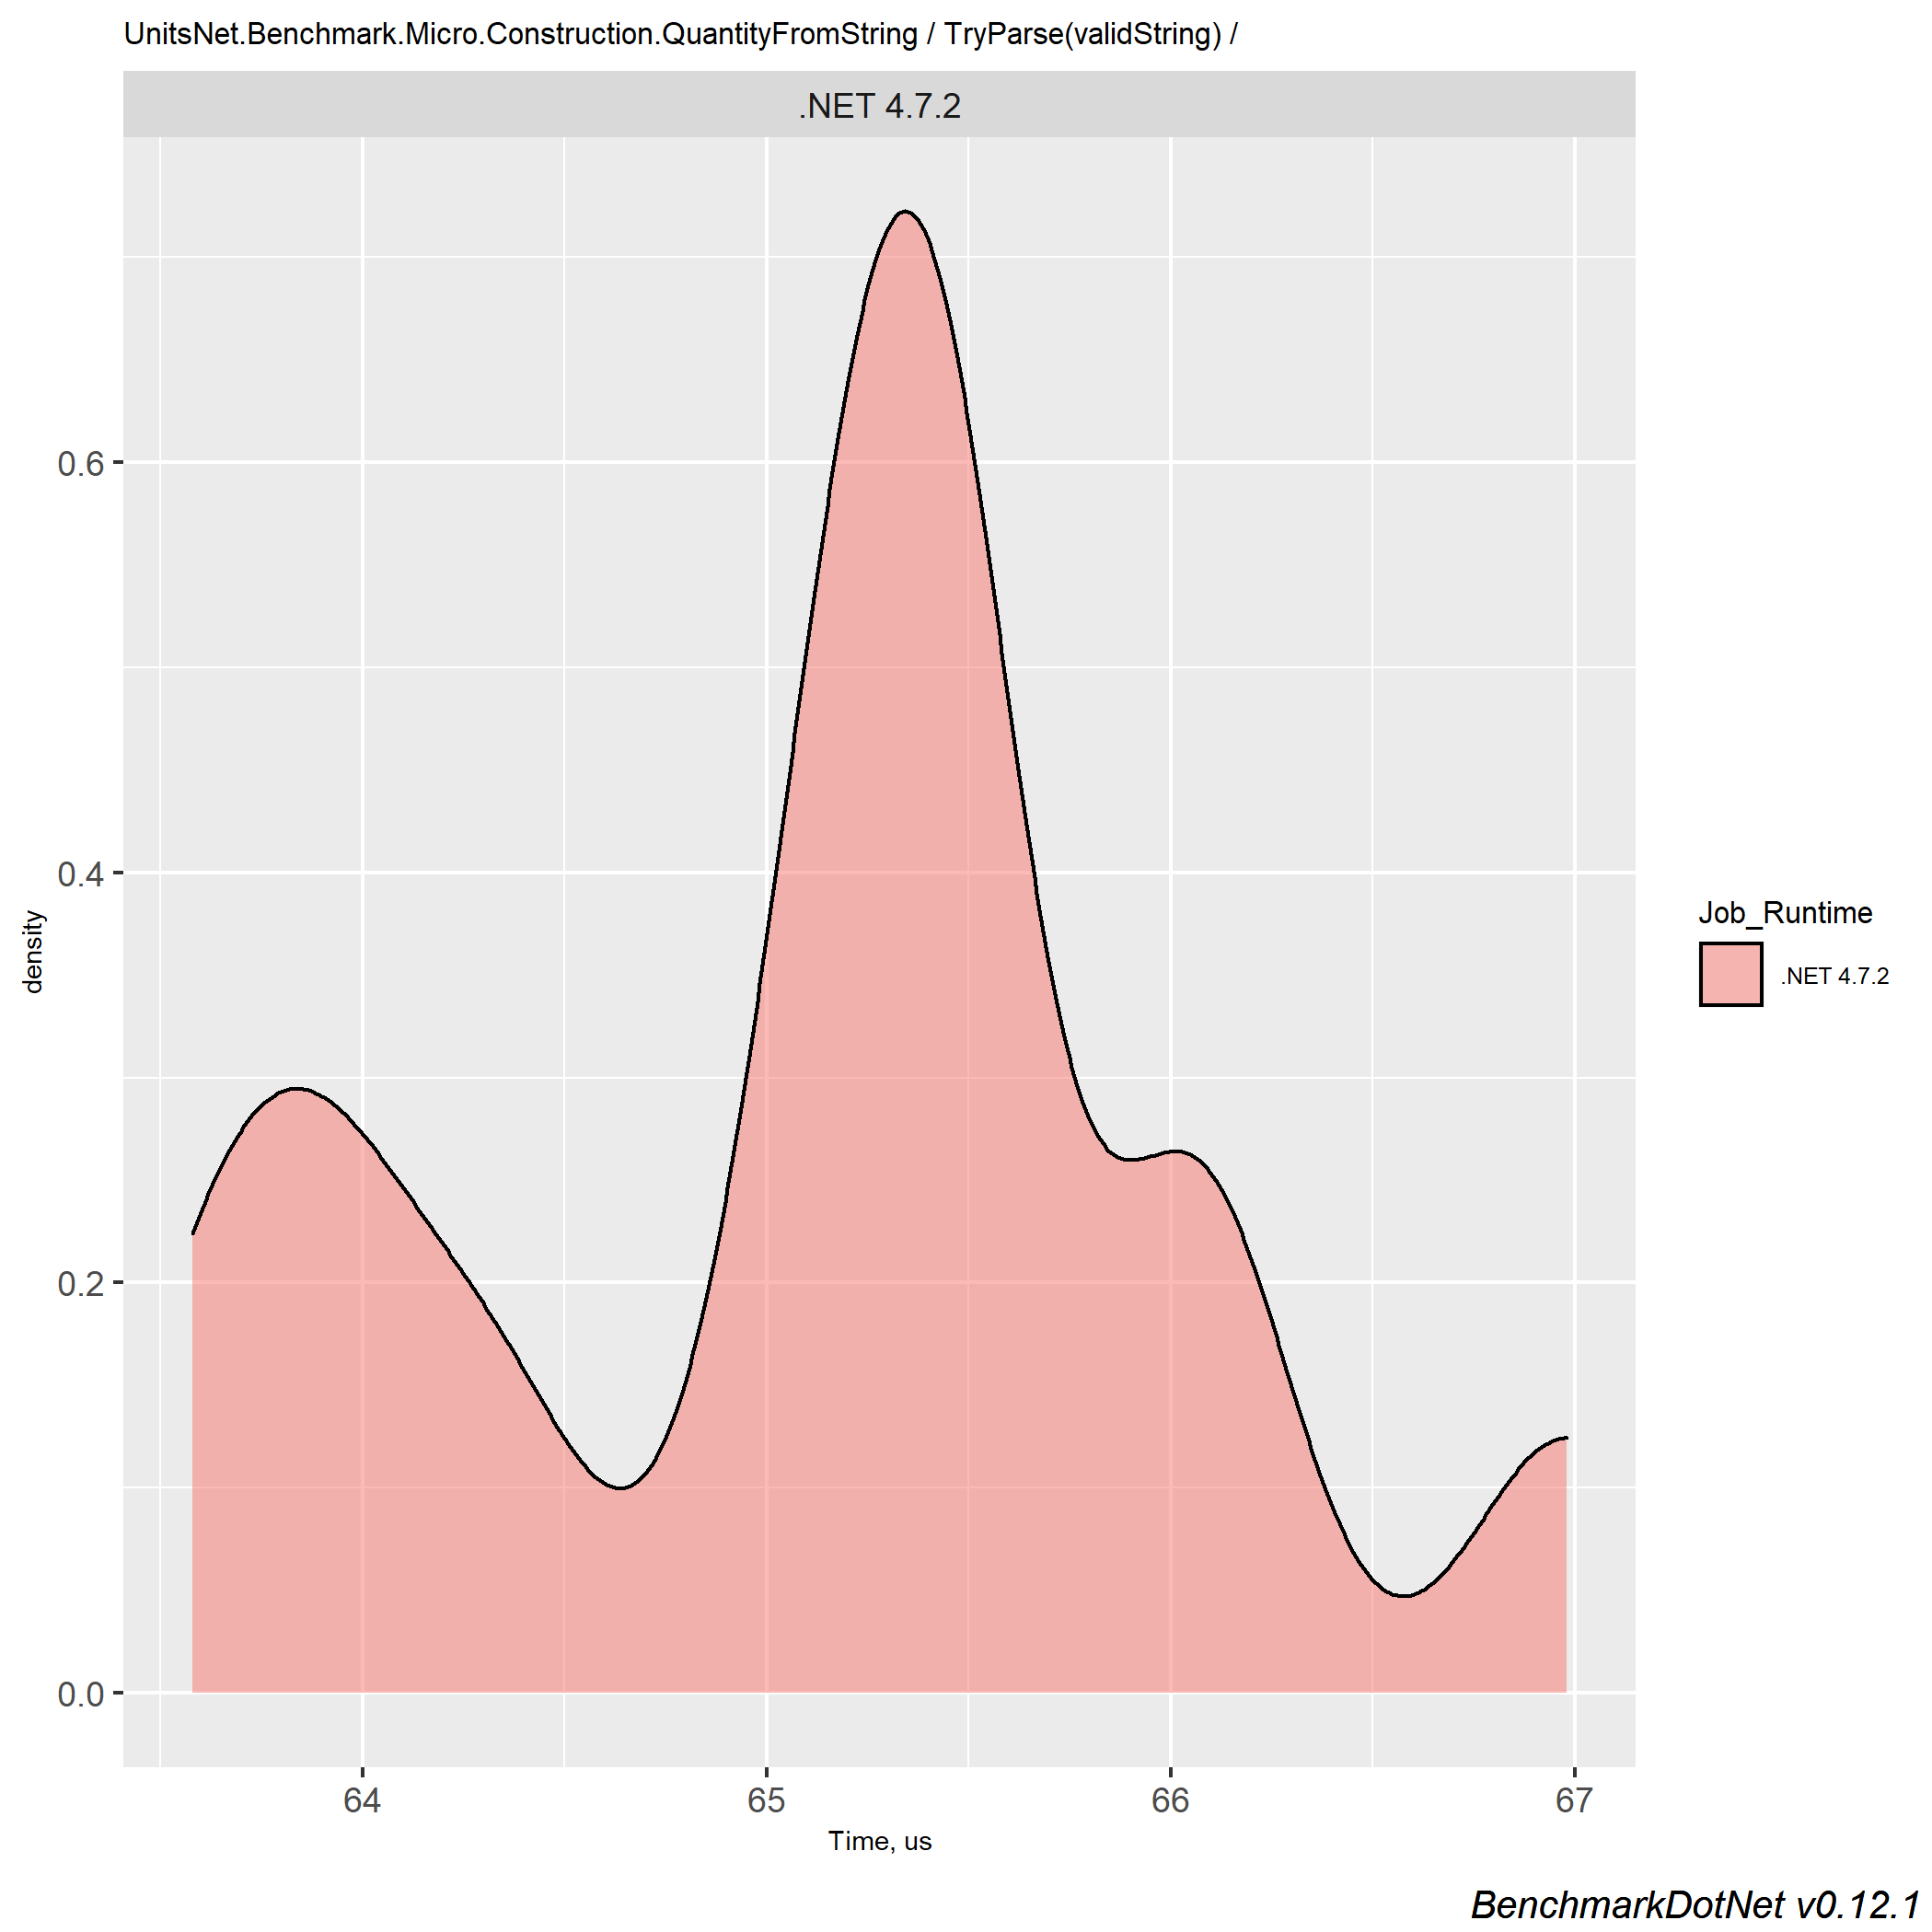 UnitsNet.Benchmark.Micro.Construction.QuantityFromString / TryParse(validString) /
.NET 4.7.2
0.6
0.4
0.2
0.0
density
64 65 66 67
Time, us
Job_Runtime
.NET 4.7.2
BenchmarkDotNet v0.12.1